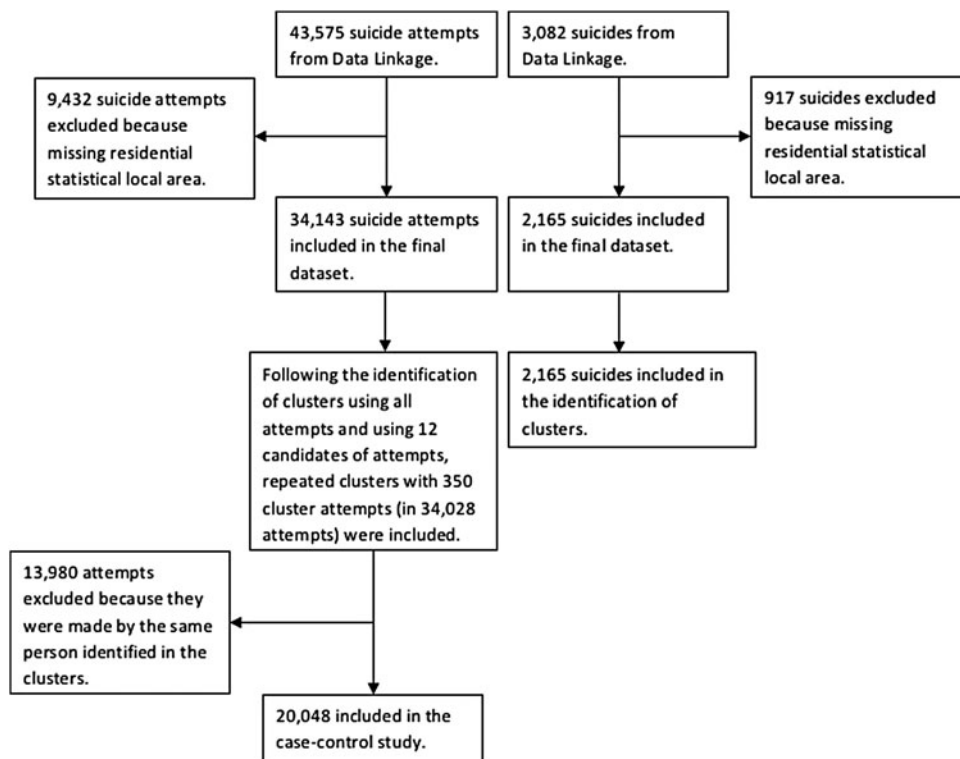 43,575 suicide attempts
from Data Linkage.
3,082 suicides from
Data Linkage.
9,432 suicide attempts
excluded because
missing residential
statistical local area.
917 suicides excluded
because missing
residential statistical
local area.
34,143 suicide attempts
included in the final
dataset.
2,165 suicides included
in the final dataset.
Following the identification
of clusters using all
attempts and using 12
candidates of attempts,
repeated clusters with 350
cluster attempts (in 34,028
attempts) were included.
2,165 suicides included in
the identification of
clusters.
13,980 attempts
excluded because they
were made by the same
person identified in the
clusters.
20,048 included in the
case-control study.